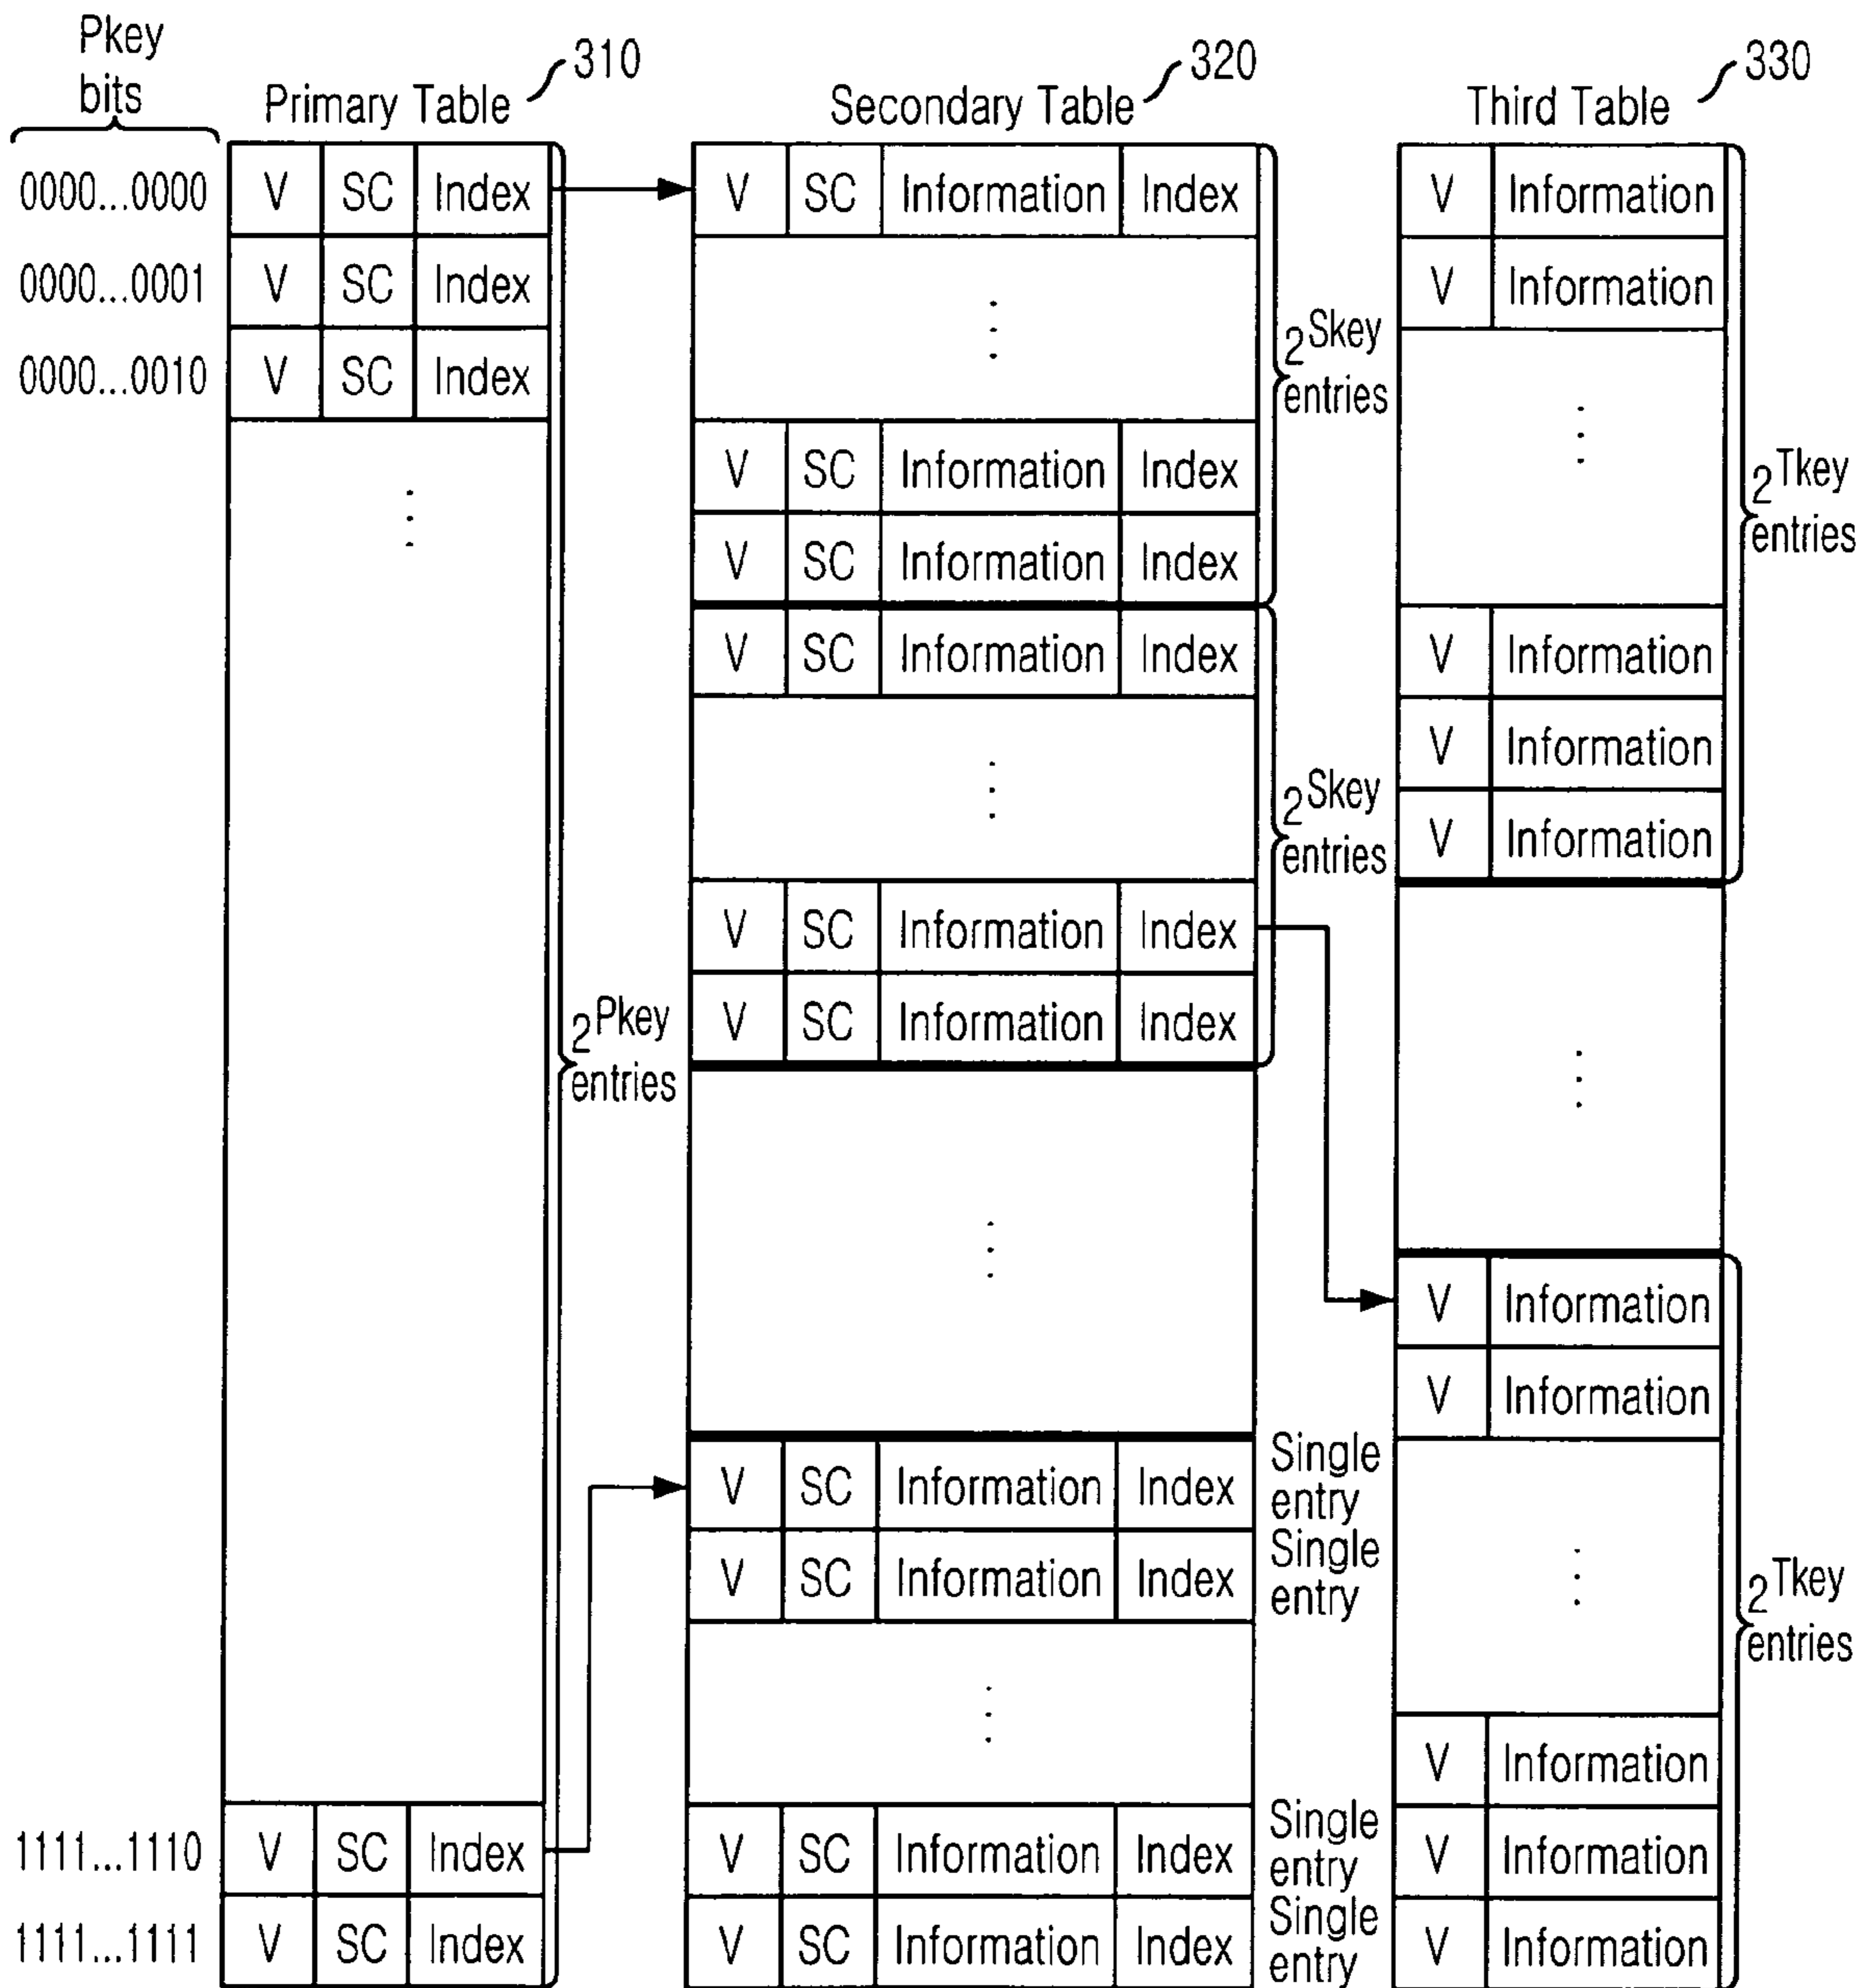 Pkey
bits
Primary Table 310
Secondary Table 320
Third Table 330
0000...0000 V SC Index V SC Information Index V Information
0000...0001 V SC Index V Information
0000...0010 V SC Index
2Skey
entries
V SC Information Index
2Tkey
entries
V SC Information Index
V SC Information Index V Information
V Information
2Skey
entries
V Information
V SC Information Index
V SC Information Index
2Pkey
entries
V Information
V Information
V SC Information Index Single
entry
V SC Information Index Single
entry
2Tkey
entries
V Information
1111...1110 V SC Index V SC Information Index Single
entry V Information
1111...1111 V SC Index V SC Information Index Single
entry V Information